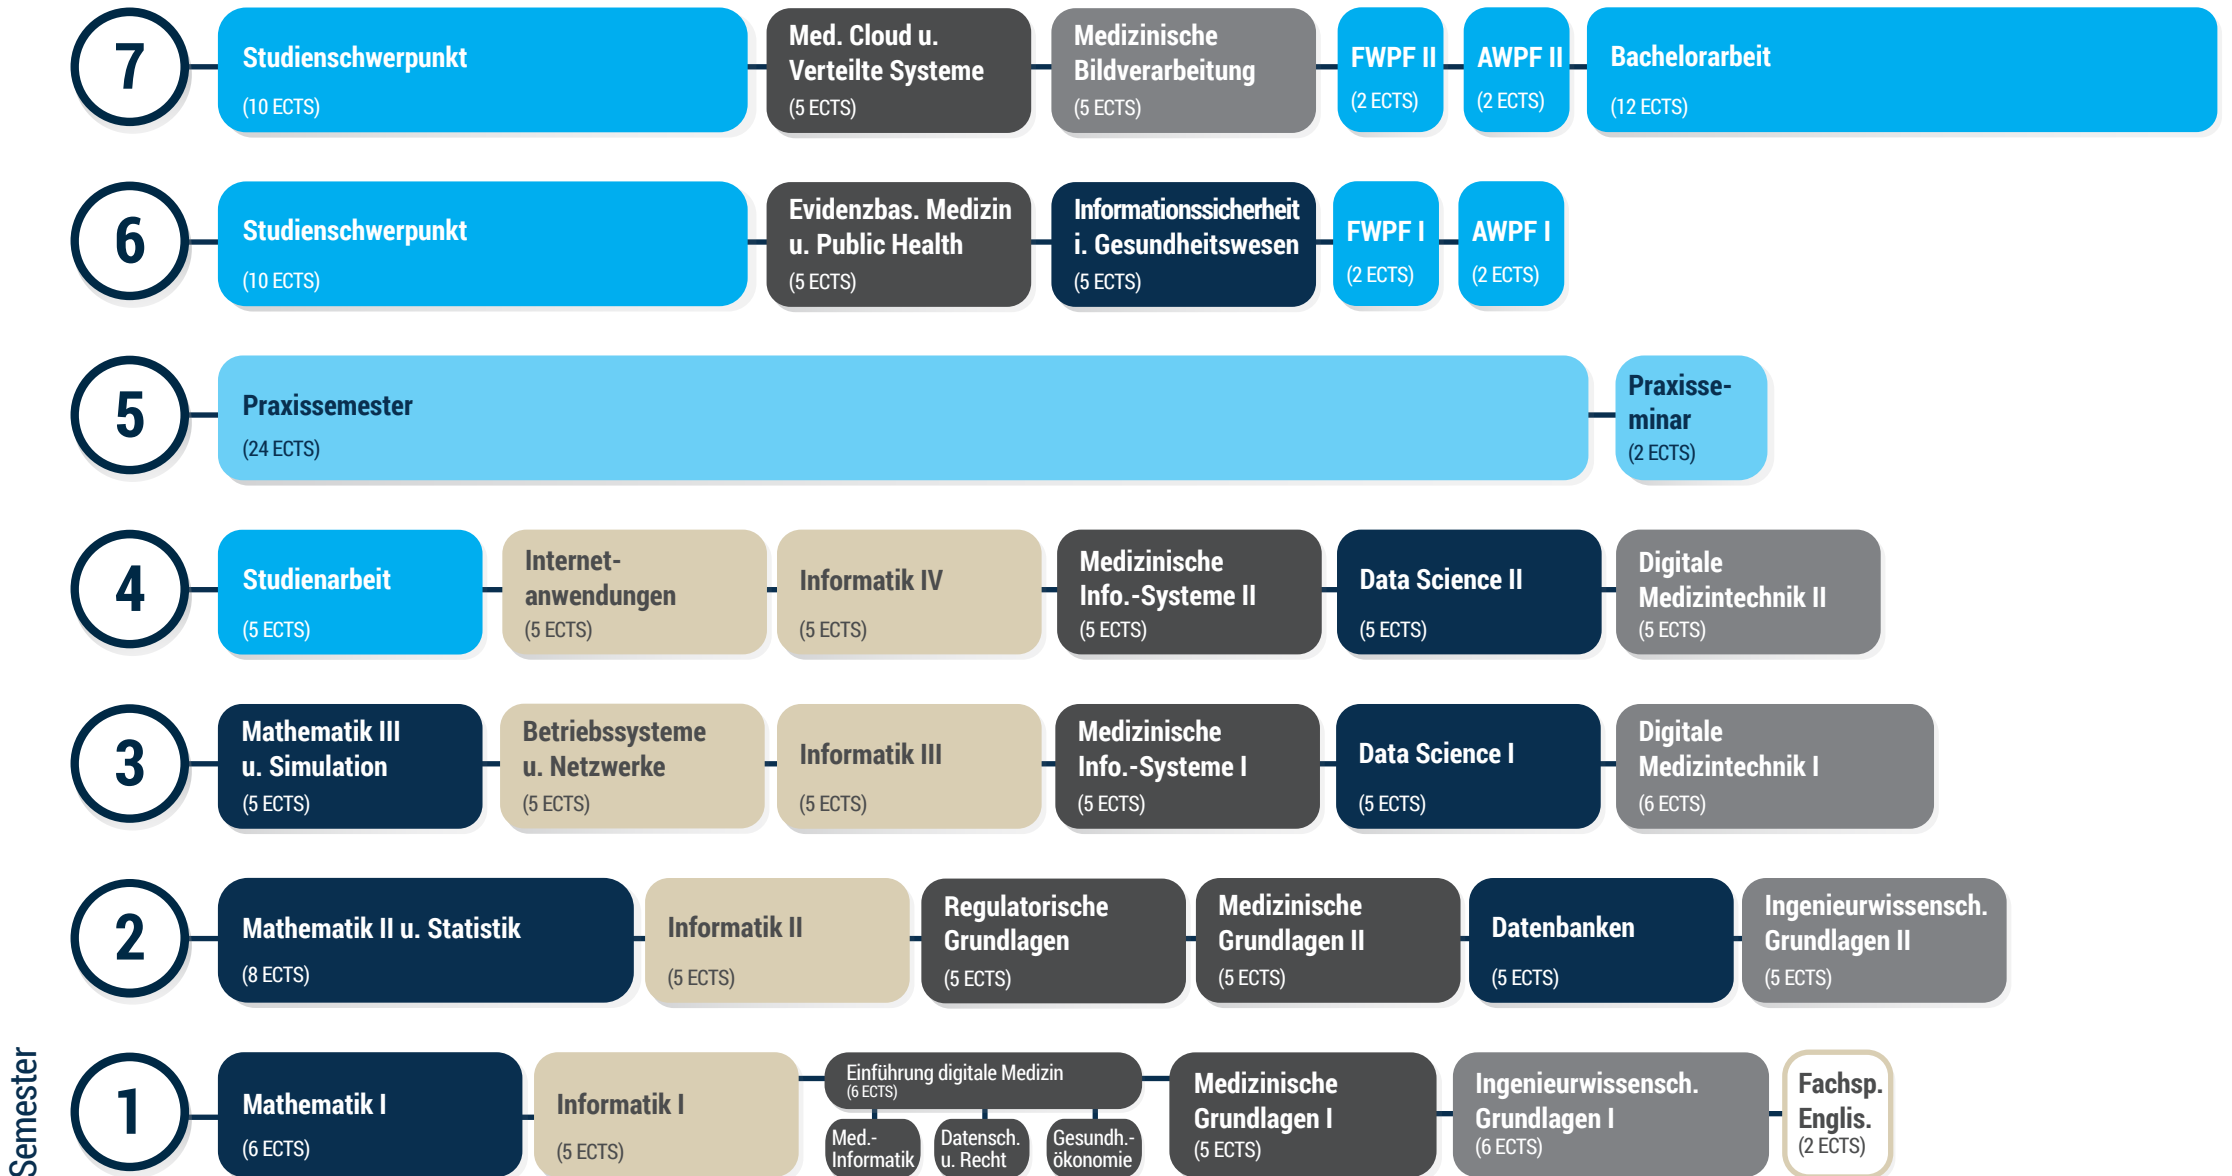 7
Studienschwerpunkt
(10 ECTS)
Med. Cloud u.
Verteilte Systeme
(5 ECTS)
Medizinische
Bildverarbeitung
(5 ECTS)
FWPF II
(2 ECTS)
AWPF II
(2 ECTS)
Bachelorarbeit
(12 ECTS)
6
Studienschwerpunkt
(10 ECTS)
Evidenzbas. Medizin
u. Public Health
(5 ECTS)
Informationssicherheit
i. Gesundheitswesen
(5 ECTS)
FWPF I
(2 ECTS)
AWPF I
(2 ECTS)
5
Praxissemester
(24 ECTS)
Praxisse-
minar
(2 ECTS)
4
Studienarbeit
(5 ECTS)
Internet-
anwendungen
(5 ECTS)
Informatik IV
(5 ECTS)
Medizinische
Info.-Systeme II
(5 ECTS)
Data Science II
(5 ECTS)
Digitale
Medizintechnik II
(5 ECTS)
3
Mathematik III
u. Simulation
(5 ECTS)
Betriebssysteme
u. Netzwerke
(5 ECTS)
Informatik III
(5 ECTS)
Medizinische
Info.-Systeme I
(5 ECTS)
Data Science I
(5 ECTS)
Digitale
Medizintechnik I
(6 ECTS)
2
Mathematik II u. Statistik
(8 ECTS)
Informatik II
(5 ECTS)
Regulatorische
Grundlagen
(5 ECTS)
Medizinische
Grundlagen II
(5 ECTS)
Datenbanken
(5 ECTS)
Ingenieurwissensch.
Grundlagen II
(5 ECTS)
Semester
1
Mathematik I
(6 ECTS)
Informatik I
(5 ECTS)
Einführung digitale Medizin
(6 ECTS)
Med.-
Informatik
Datensch.
u. Recht
Gesundh.-
ökonomie
Medizinische
Grundlagen I
(5 ECTS)
Ingenieurwissensch.
Grundlagen I
(6 ECTS)
Fachsp.
Englis.
(2 ECTS)